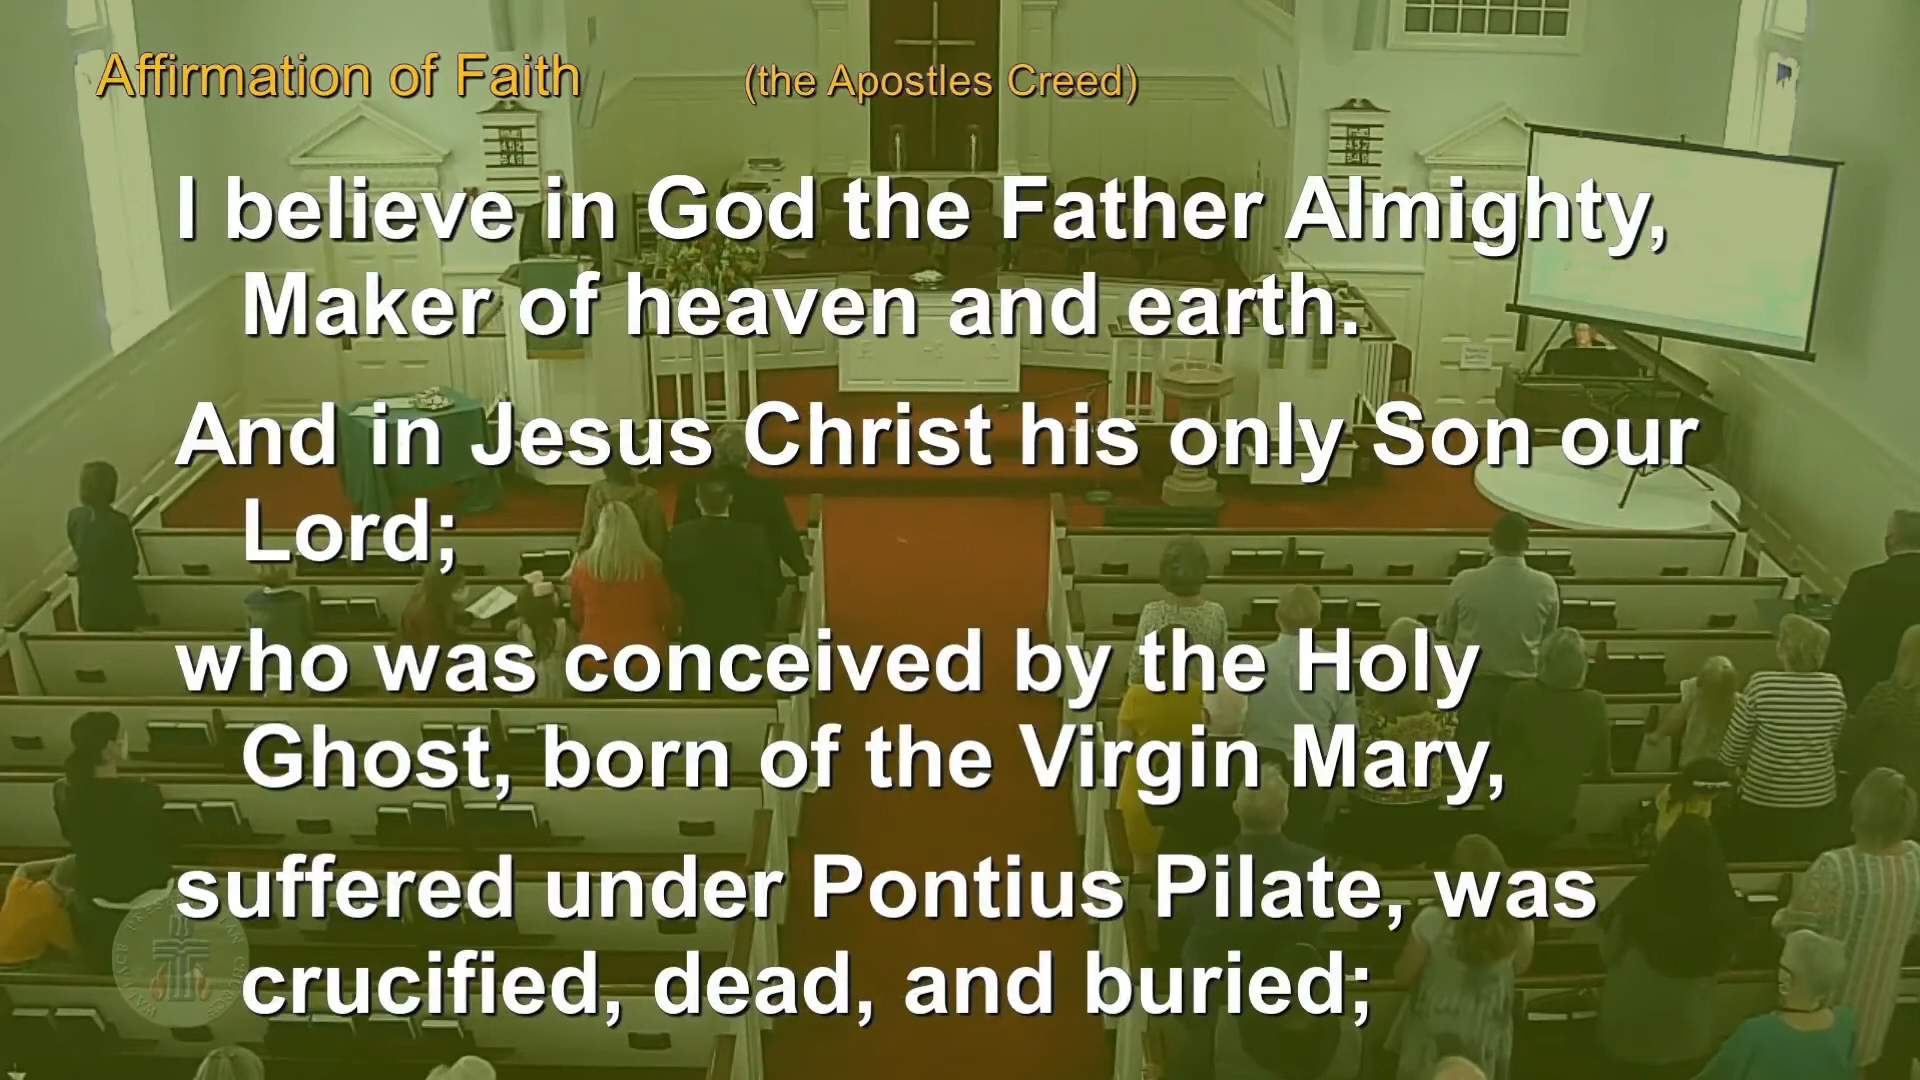 Affirmation of Faith (the Apostles Creed)
I believe in God the Father Almighty,
Maker of heaven and earth.
And in Jesus Christ his only Son our
Lord;
who was conceived by the Holy
Ghost, born of the Virgin Mary,
suffered under Pontius Pilate, was
crucified, dead, and buried;